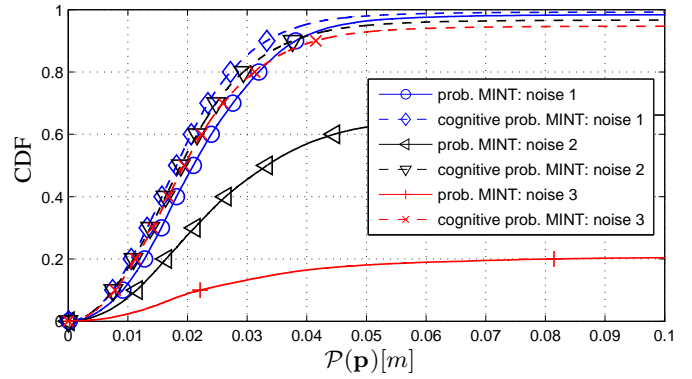 1
0.8
0.6
0.4
0.2
0
CDF
prob. MINT: noise 1
cognitive prob. MINT: noise 1
prob. MINT: noise 2
cognitive prob. MINT: noise 2
prob. MINT: noise 3
cognitive prob. MINT: noise 3
0 0.01 0.02 0.03 0.04 0.05 0.06 0.07 0.08 0.09 0.1
𝒫(𝐩)[m]